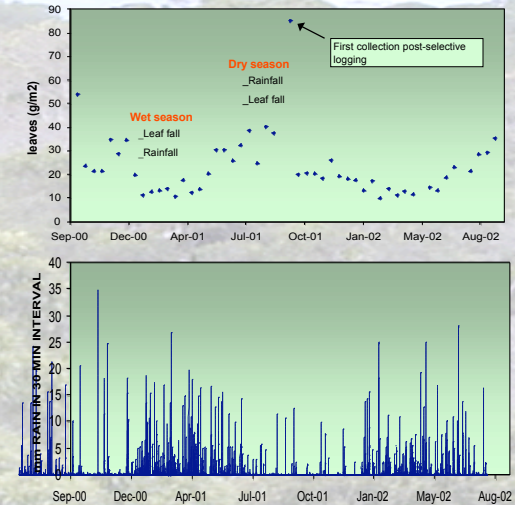 90
80
70
60
50
40
30
20
10
0
leaves (g/m2)
First collection post-selective
logging
Dry season
_Rainfall
_Leaf fall
Wet season
_Leaf fall
_Rainfall
Sep-00 Dec-00 Apr-01 Jul-01 Oct-01 Jan-02 May-02 Aug-02
40
35
30
25
20
15
10
5
0
mm RAIN IN 30 MIN INTERVAL
Sep-00 Dec-00 Apr-01 Jul-01 Oct-01 Jan-02 May-02 Aug-02